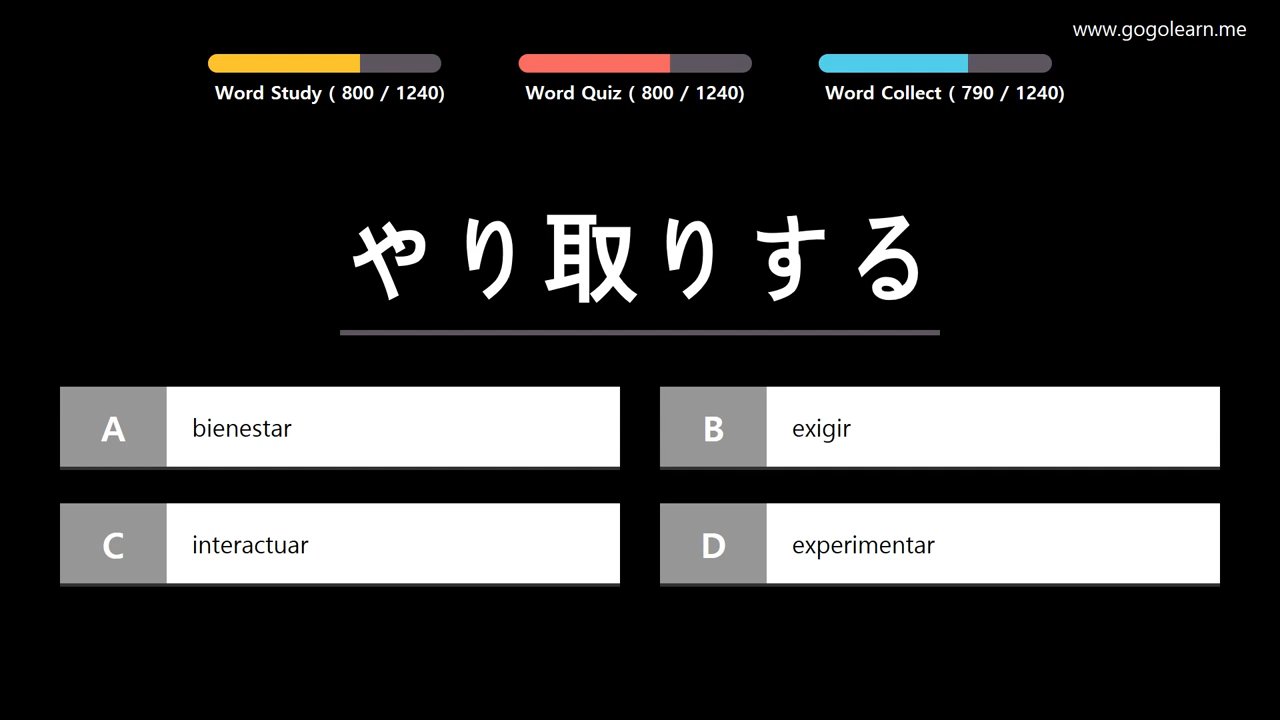 www.gogolearn.me
Word Study ( 800 / 1240)
Word Quiz ( 800 / 1240)
Word Collect ( 790 / 1240)
やり取りする
A bienestar
B exigir
C interactuar
D experimentar